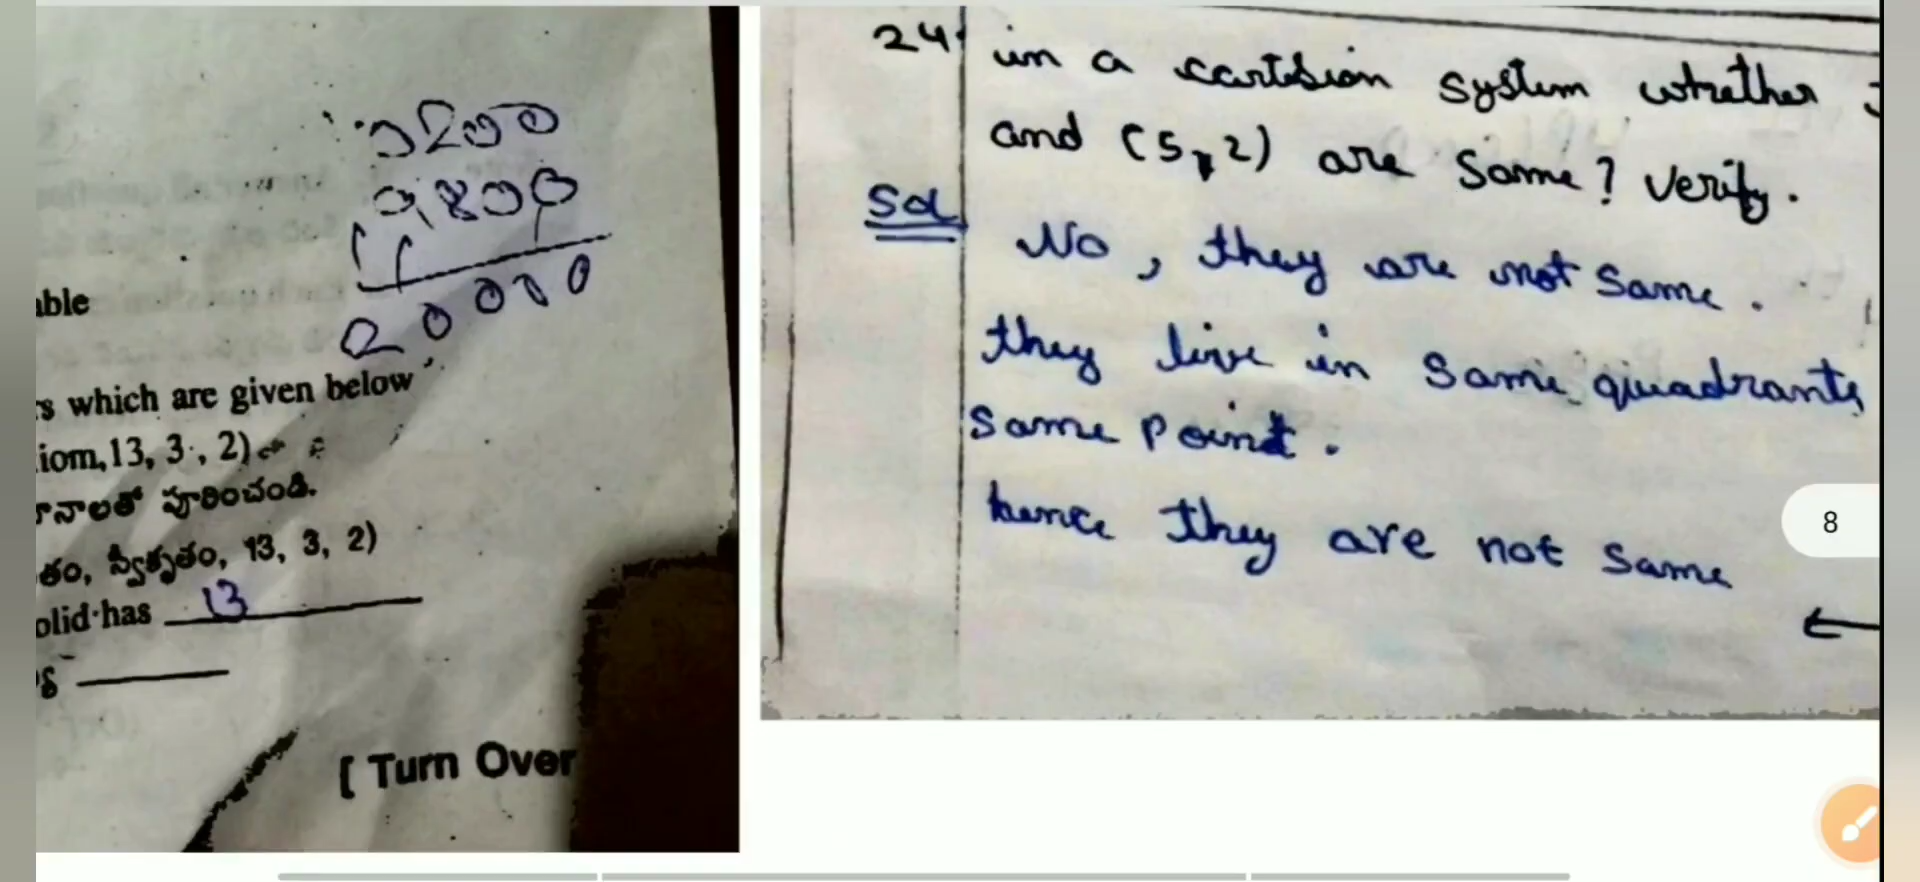 200
800
20000
able
s which are given below
iom, 13, 3, 2)
నాలతో పూరించండి.
తం, స్వీకృతం, 13, 3, 2)
olid has 13
[ Turn Over
24. in a cartesian system whether
and (5, 2) are same? Verify.
Sol
No, they are not same.
they live in same quadrants,
same point.
hence they are not same
8